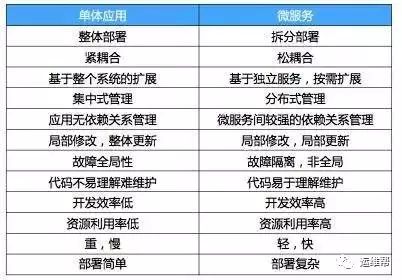 单体应用 微服务
整体部署 拆分部署
紧耦合 松耦合
基于整个系统的扩展 基于独立服务，按需扩展
集中式管理 分布式管理
应用无依赖关系管理 微服务间较强的依赖关系管理
局部修改，整体更新 局部修改，局部更新
故障全局性 故障隔离，非全局
代码不易理解难维护 代码易于理解维护
开发效率低 开发效率高
资源利用率低 资源利用率高
重，慢 轻，快
部署简单 部署复杂
运维帮